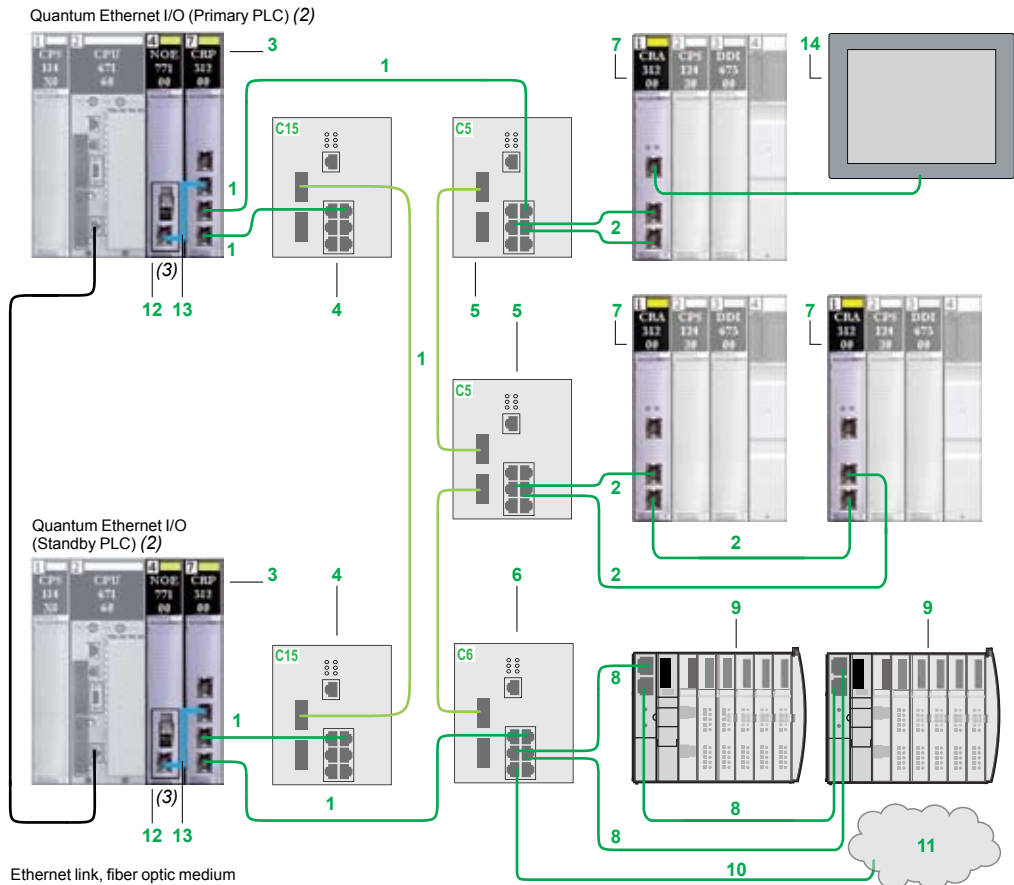 Quantum Ethernet I/O (Primary PLC) (2)
1 2 4 7
CPS CPU NOE CRP
114 671 771 312
X0 60 00 00
3
1
1
1
(3)
12 13
C15
4
C5
5 5
2
7
1 2 3 4
CRA CPS DDI
312 124 673
00 20 00
14
1
C5
2
2
2
7
1 2 3 4
CRA CPS DDI
312 124 673
00 20 00
7
1 2 3 4
CRA CPS DDI
312 124 673
00 20 00
Quantum Ethernet I/O
(Standby PLC) (2)
1 2 4 7
CPS CPU NOE CRP
114 671 771 312
X0 60 00 00
3
4
6
9 9
C15
C6
1
1
(3)
12 13
8
8
8
10
11
Ethernet link, fiber optic medium